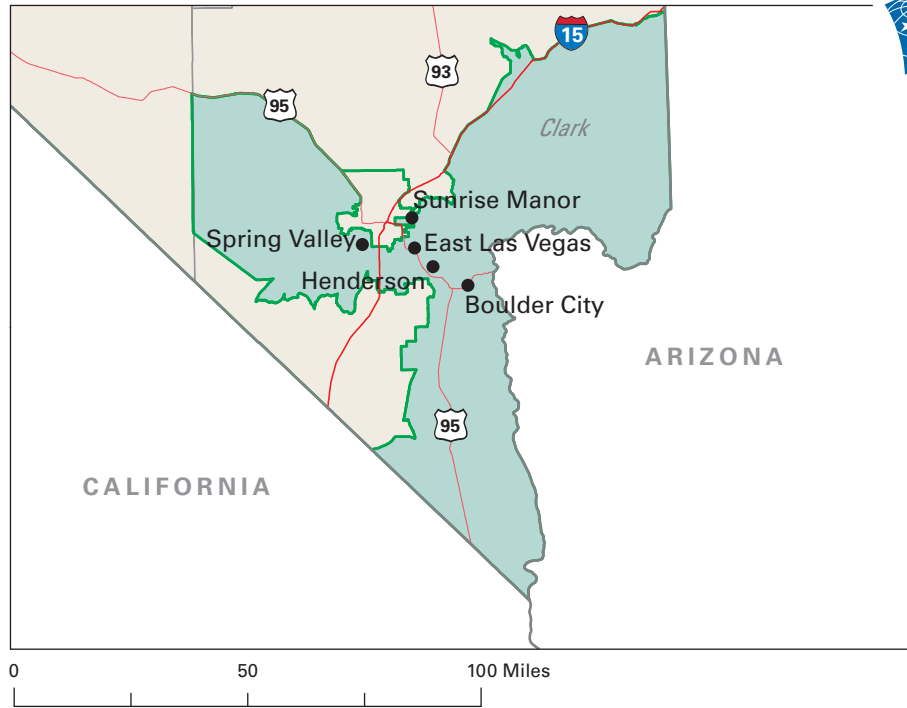 15
93
95
Clark
Sunrise Manor
Spring Valley
East Las Vegas
Henderson
Boulder City
ARIZONA
95
CALIFORNIA
0 50 100 Miles